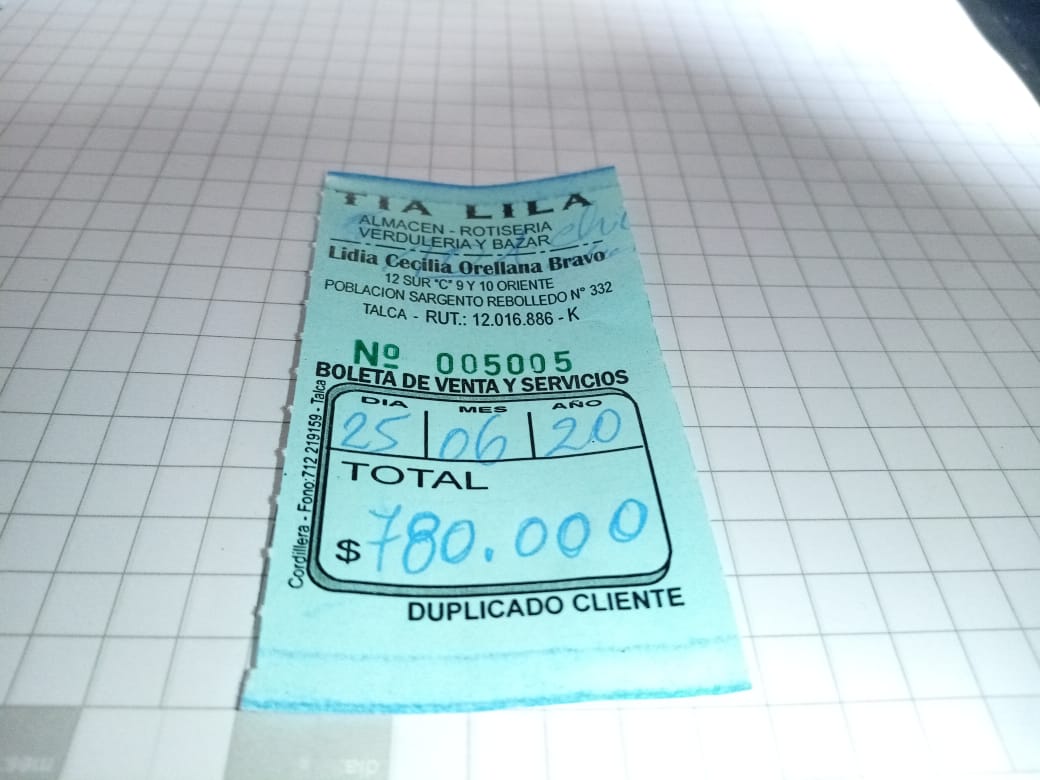 TIA LILA
ALMACEN - ROTISERIA
VERDULERIA Y BAZAR
Lidia Cecilia Orellana Bravo
12 SUR "C" 9 Y 10 ORIENTE
POBLACION SARGENTO REBOLLEDO N° 332
TALCA - RUT.: 12.016.886 - K
Nº 005005
BOLETA DE VENTA Y SERVICIOS
DIA MES AÑO
25 06 20
TOTAL
$ 780.000
DUPLICADO CLIENTE
Cordillera - Fono: 712 219159 - Talca